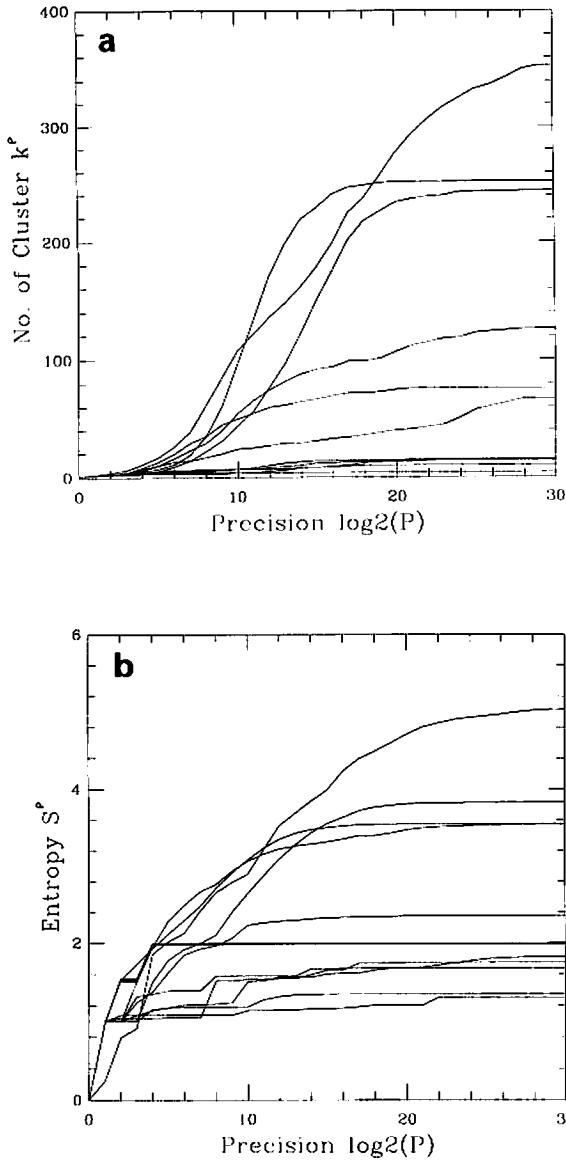 400
a
300
No. of Cluster k^ρ
200
100
0
0 10 20 30
Precision log2(P)
6
b
4
Entropy S^ρ
2
0
0 10 20 3
Precision log2(P)